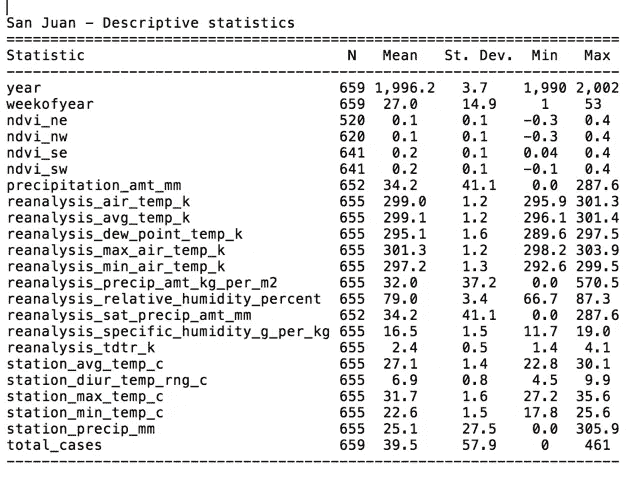 San Juan – Descriptive statistics
================================================================================
Statistic N Mean St. Dev. Min Max
--------------------------------------------------------------------------------
year 659 1,996.2 3.7 1,990 2,002
weekofyear 659 27.0 14.9 1 53
ndvi_ne 520 0.1 0.1 −0.3 0.4
ndvi_nw 620 0.1 0.1 −0.3 0.4
ndvi_se 641 0.2 0.1 0.04 0.4
ndvi_sw 641 0.2 0.1 −0.1 0.4
precipitation_amt_mm 652 34.2 41.1 0.0 287.6
reanalysis_air_temp_k 655 299.0 1.2 295.9 301.3
reanalysis_avg_temp_k 655 299.1 1.2 296.1 301.4
reanalysis_dew_point_temp_k 655 295.1 1.6 289.6 297.5
reanalysis_max_air_temp_k 655 301.3 1.2 298.2 303.9
reanalysis_min_air_temp_k 655 297.2 1.3 292.6 299.5
reanalysis_precip_amt_kg_per_m2 655 32.0 37.2 0.0 570.5
reanalysis_relative_humidity_percent 655 79.0 3.4 66.7 87.3
reanalysis_sat_precip_amt_mm 652 34.2 41.1 0.0 287.6
reanalysis_specific_humidity_g_per_kg 655 16.5 1.5 11.7 19.0
reanalysis_tdtr_k 655 2.4 0.5 1.4 4.1
station_avg_temp_c 655 27.1 1.4 22.8 30.1
station_diur_temp_rng_c 655 6.9 0.8 4.5 9.9
station_max_temp_c 655 31.7 1.6 27.2 35.6
station_min_temp_c 655 22.6 1.5 17.8 25.6
station_precip_mm 655 25.1 27.5 0.0 305.9
total_cases 659 39.5 57.9 0 461
--------------------------------------------------------------------------------